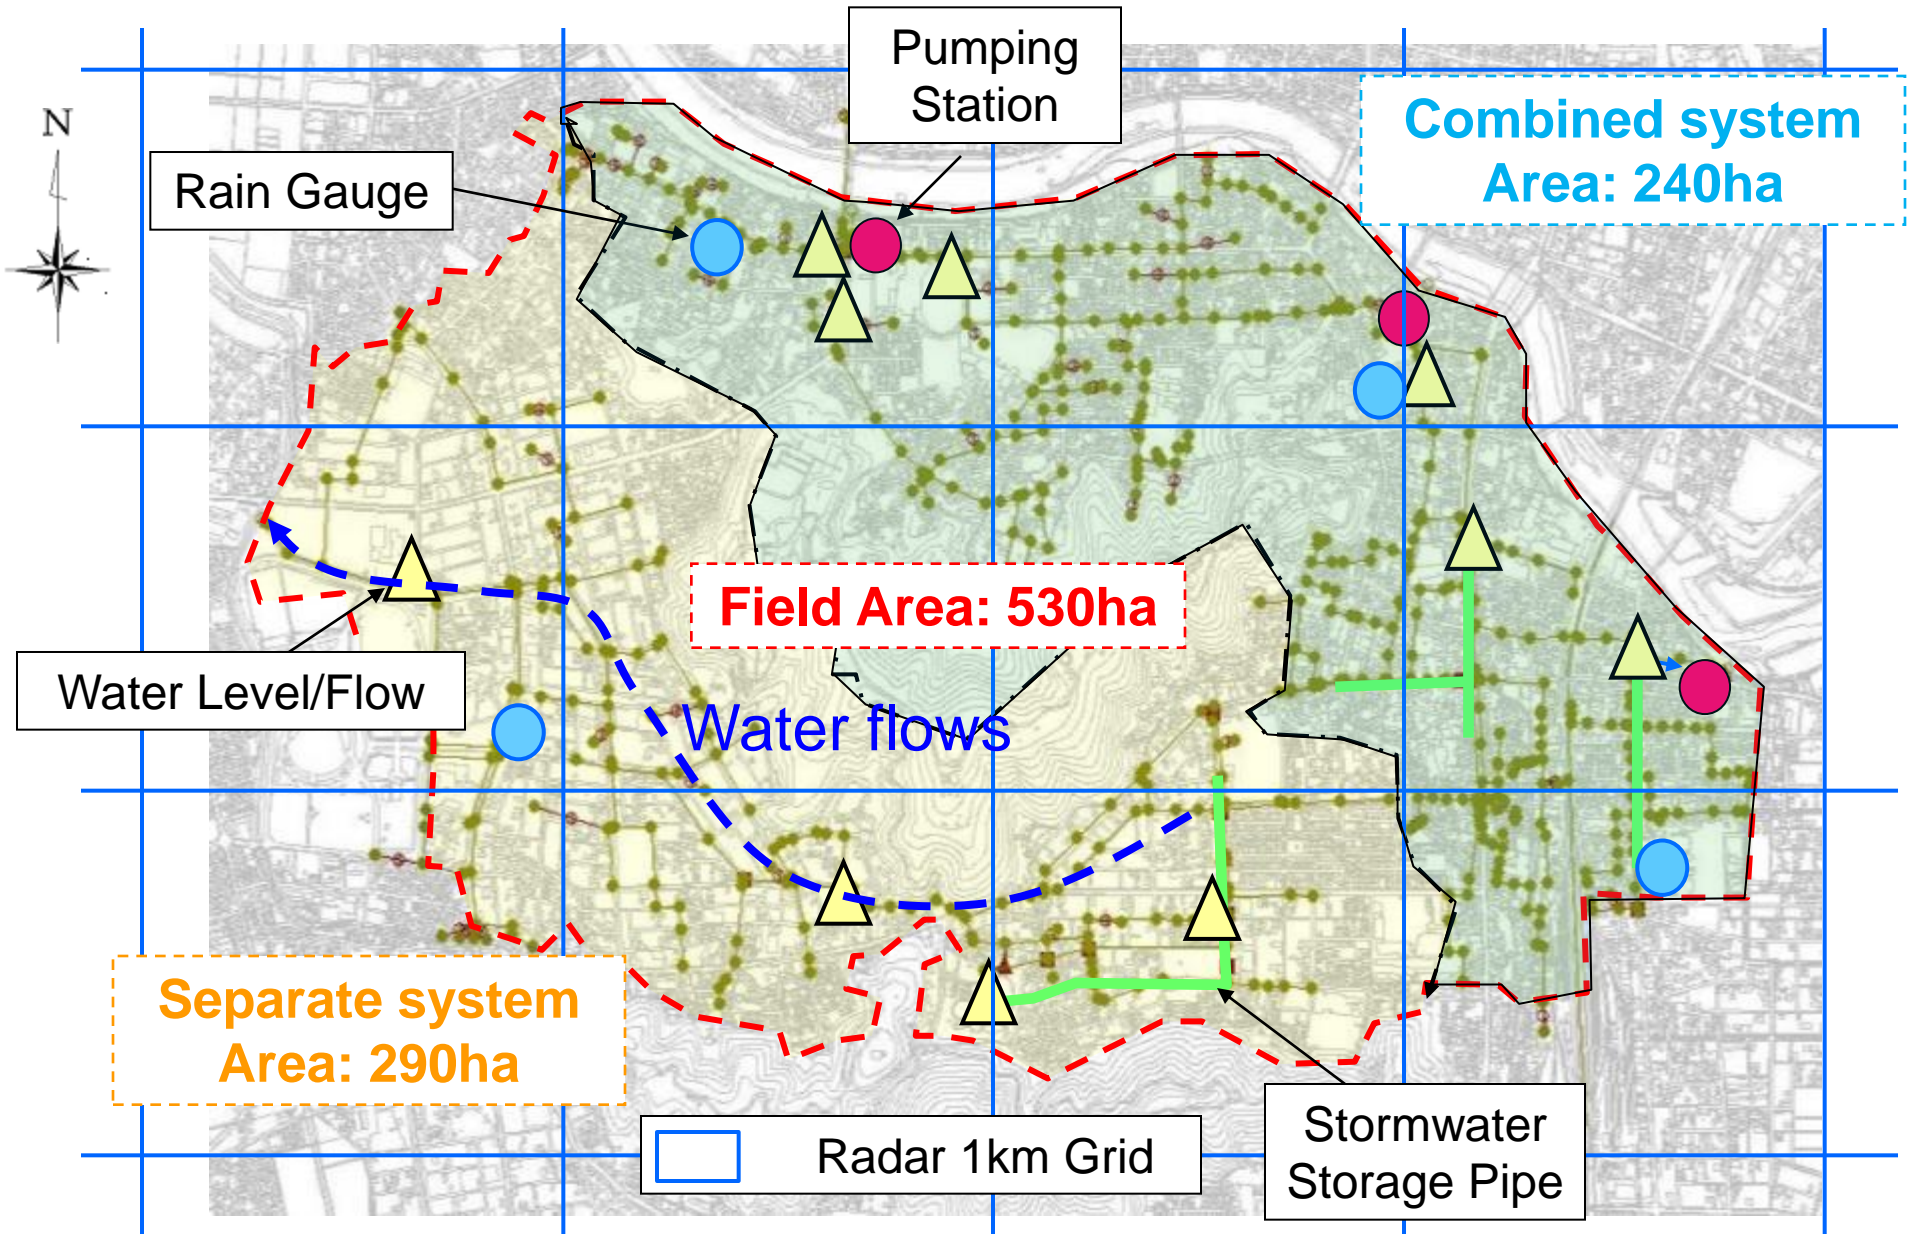 Pumping
Station
Combined system
Area: 240ha
N
Rain Gauge
Field Area: 530ha
Water Level/Flow
Water flows
Separate system
Area: 290ha
Radar 1km Grid
Stormwater
Storage Pipe